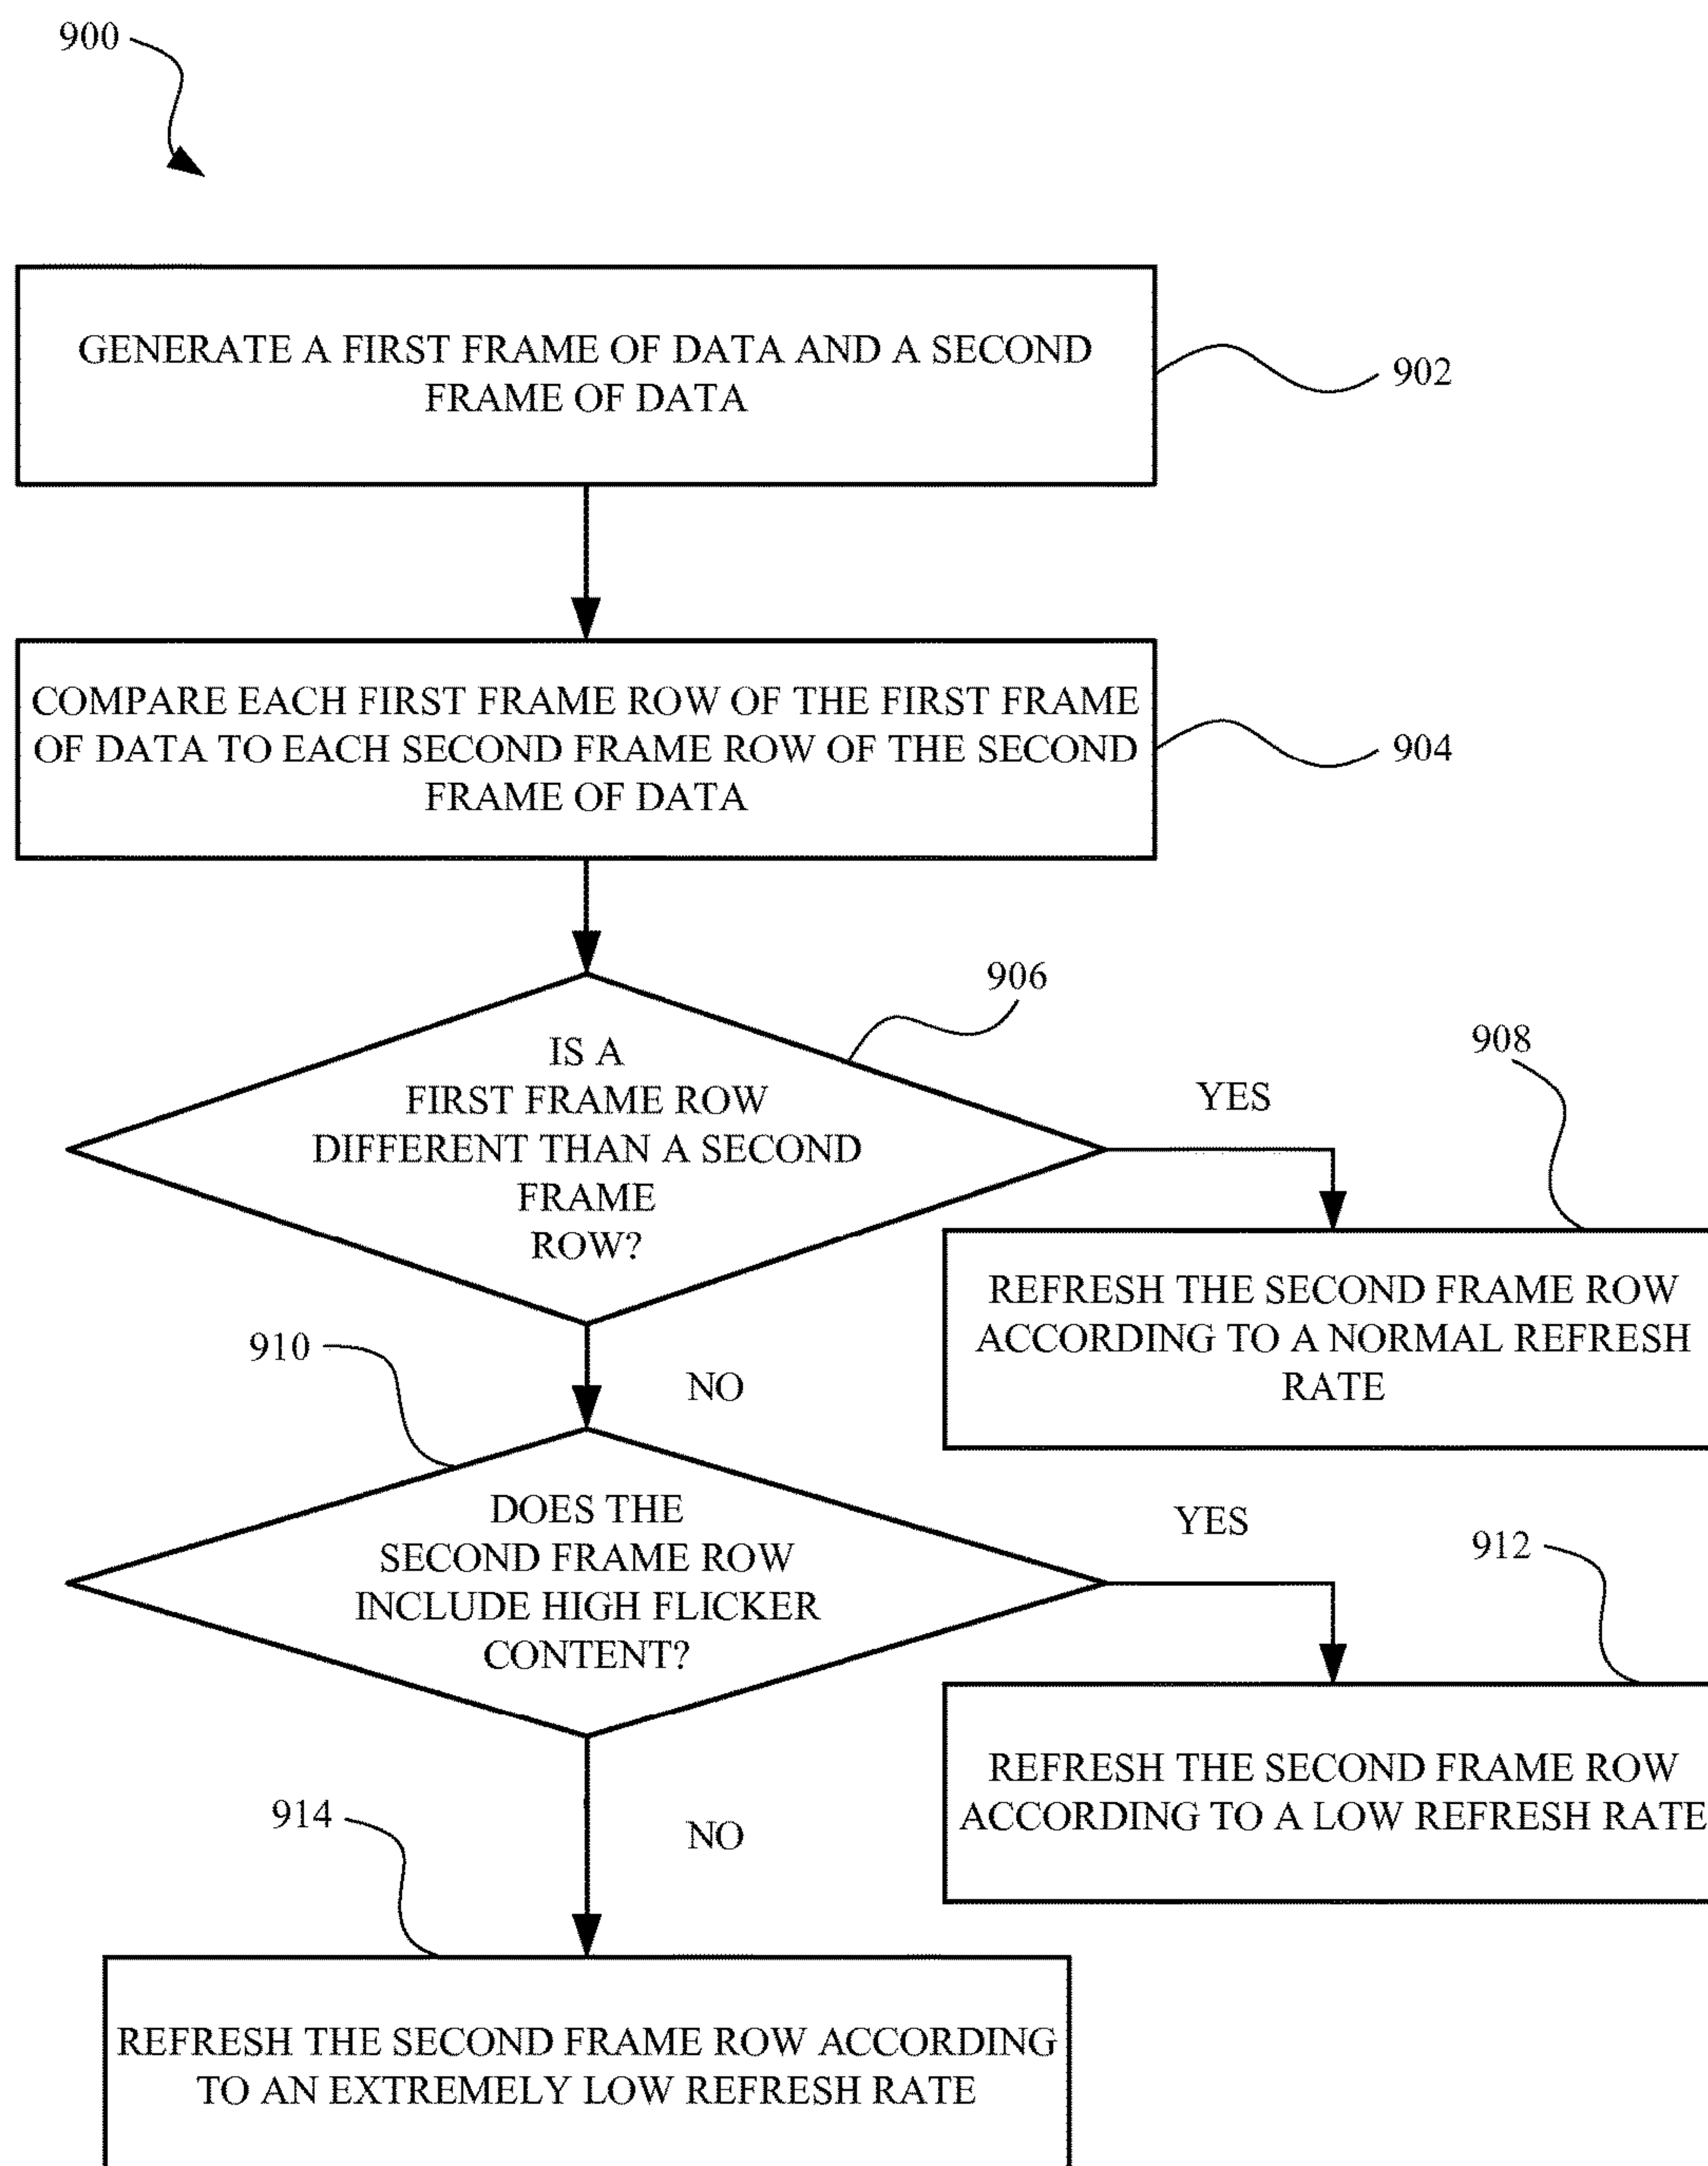 900
GENERATE A FIRST FRAME OF DATA AND A SECOND
FRAME OF DATA
902
COMPARE EACH FIRST FRAME ROW OF THE FIRST FRAME
OF DATA TO EACH SECOND FRAME ROW OF THE SECOND
FRAME OF DATA
904
906
IS A
FIRST FRAME ROW
DIFFERENT THAN A SECOND
FRAME
ROW?
YES
908
REFRESH THE SECOND FRAME ROW
ACCORDING TO A NORMAL REFRESH
RATE
910
NO
DOES THE
SECOND FRAME ROW
INCLUDE HIGH FLICKER
CONTENT?
YES
912
REFRESH THE SECOND FRAME ROW
ACCORDING TO A LOW REFRESH RATE
914
NO
REFRESH THE SECOND FRAME ROW ACCORDING
TO AN EXTREMELY LOW REFRESH RATE